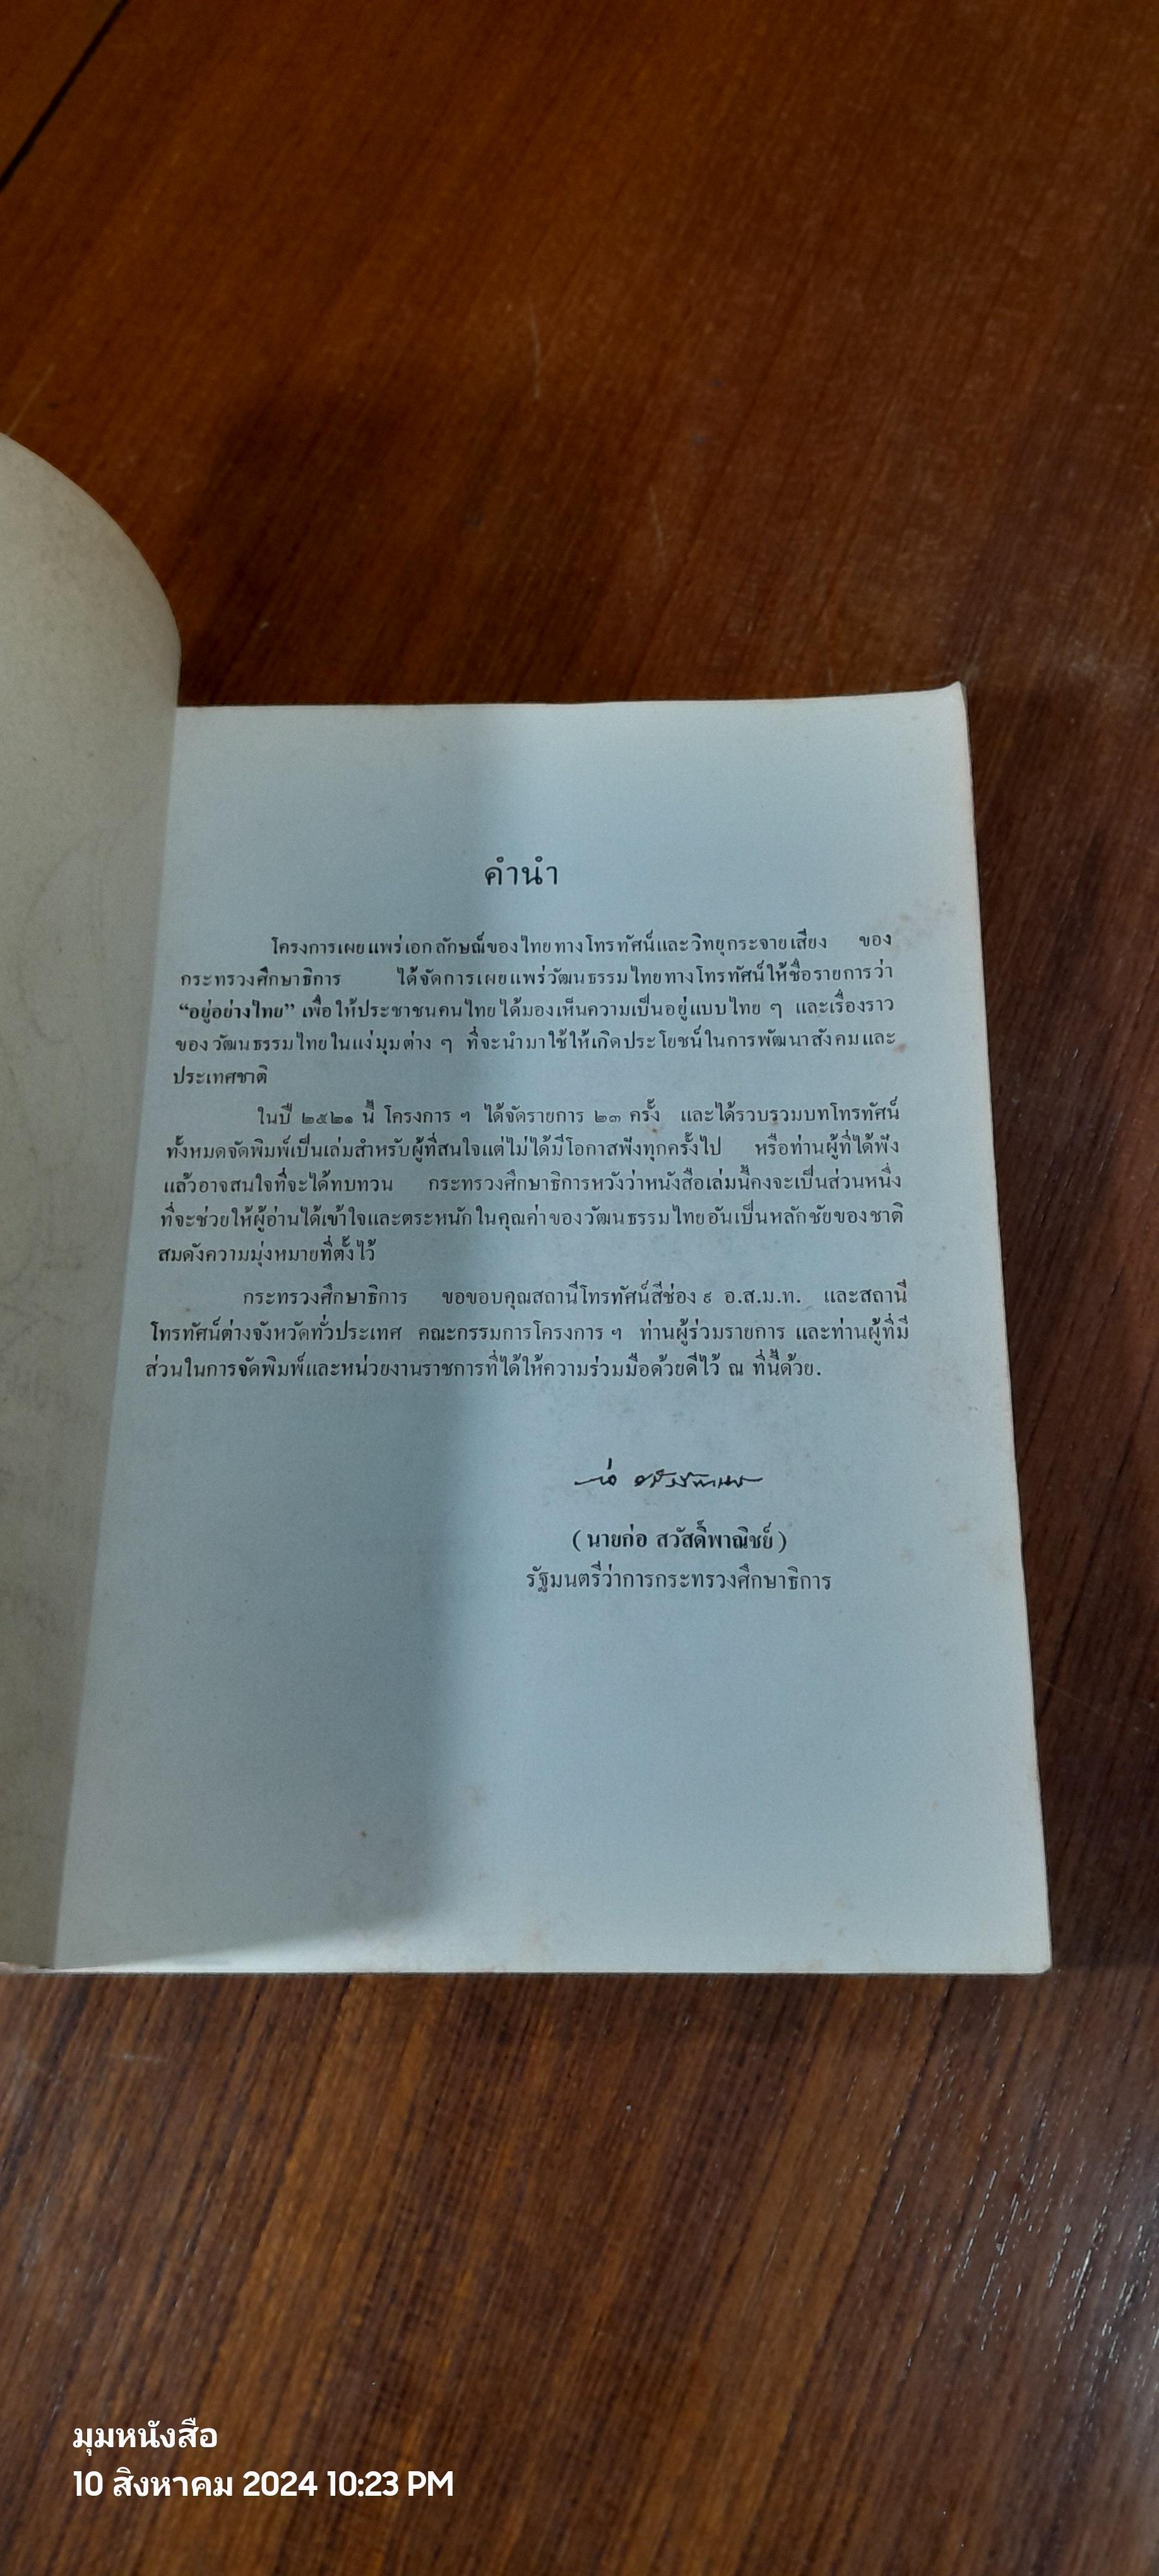 คำนำ
โครงการเผยแพร่เอกลักษณ์ของไทยทางโทรทัศน์และวิทยุกระจายเสียง ของ
กระทรวงศึกษาธิการ ได้จัดการเผยแพร่วัฒนธรรมไทยทางโทรทัศน์ให้ชื่อรายการว่า
“อยู่อย่างไทย” เพื่อให้ประชาชนคนไทยได้มองเห็นความเป็นอยู่แบบไทย ๆ และเรื่องราว
ของวัฒนธรรมไทยในแง่มุมต่าง ๆ ที่จะนำมาใช้ให้เกิดประโยชน์ในการพัฒนาสังคมและ
ประเทศชาติ
ในปี ๒๕๒๑ นี้ โครงการ ฯ ได้จัดรายการ ๒๓ ครั้ง และได้รวบรวมบทโทรทัศน์
ทั้งหมดจัดพิมพ์เป็นเล่มสำหรับผู้ที่สนใจแต่ไม่ได้มีโอกาสฟังทุกครั้งไป หรือท่านผู้ที่ได้ฟัง
แล้วอาจสนใจที่จะได้ทบทวน กระทรวงศึกษาธิการหวังว่าหนังสือเล่มนี้คงจะเป็นส่วนหนึ่ง
ที่จะช่วยให้ผู้อ่านได้เข้าใจและตระหนักในคุณค่าของวัฒนธรรมไทยอันเป็นหลักชัยของชาติ
สมดังความมุ่งหมายที่ตั้งไว้
กระทรวงศึกษาธิการ ขอขอบคุณสถานีโทรทัศน์สีช่อง ๙ อ.ส.ม.ท. และสถานี
โทรทัศน์ต่างจังหวัดทั่วประเทศ คณะกรรมการโครงการ ฯ ท่านผู้ร่วมรายการ และท่านผู้ที่มี
ส่วนในการจัดพิมพ์และหน่วยงานราชการที่ได้ให้ความร่วมมือด้วยดีไว้ ณ ที่นี้ด้วย.
( นายก่อ สวัสดิ์พาณิชย์ )
รัฐมนตรีว่าการกระทรวงศึกษาธิการ
มุมหนังสือ
10 สิงหาคม 2024 10:23 PM